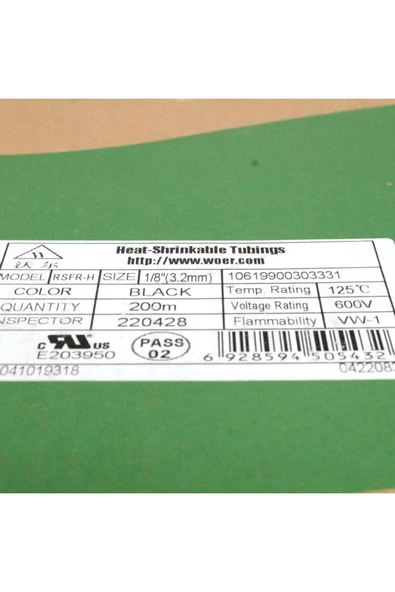 Heat-Shrinkable Tubings
沃尔 http://www.woer.com
MODEL RSFR-H SIZE 1/8"(3.2mm) 10619900303331
COLOR BLACK Temp. Rating 125℃
QUANTITY 200m Voltage Rating 600V
INSPECTOR 220428 Flammability VW-1
c RU US PASS 02
E203950 6 928594 505432
041019318 042208